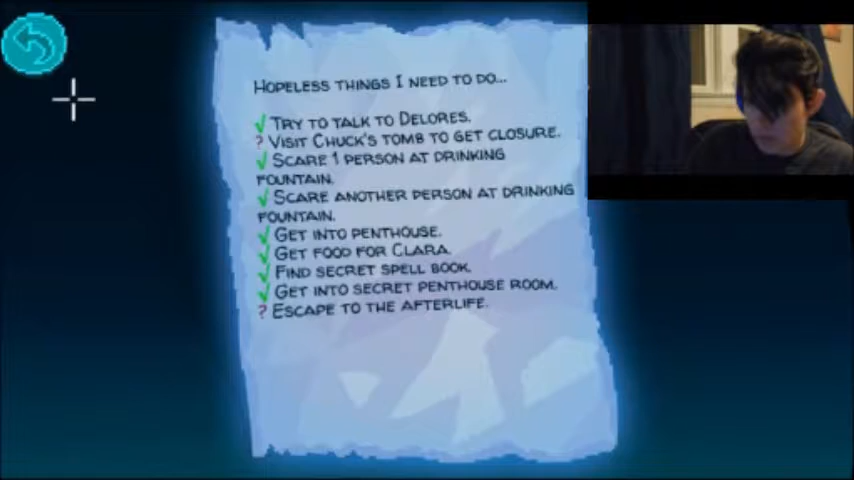 Hopeless things I need to do...
✓ Try to talk to Delores.
? Visit Chuck's tomb to get closure.
✓ Scare 1 person at drinking
fountain.
✓ Scare another person at drinking
fountain.
✓ Get into penthouse.
✓ Get food for Clara.
✓ Find secret spell book.
✓ Get into secret penthouse room.
? Escape to the afterlife.